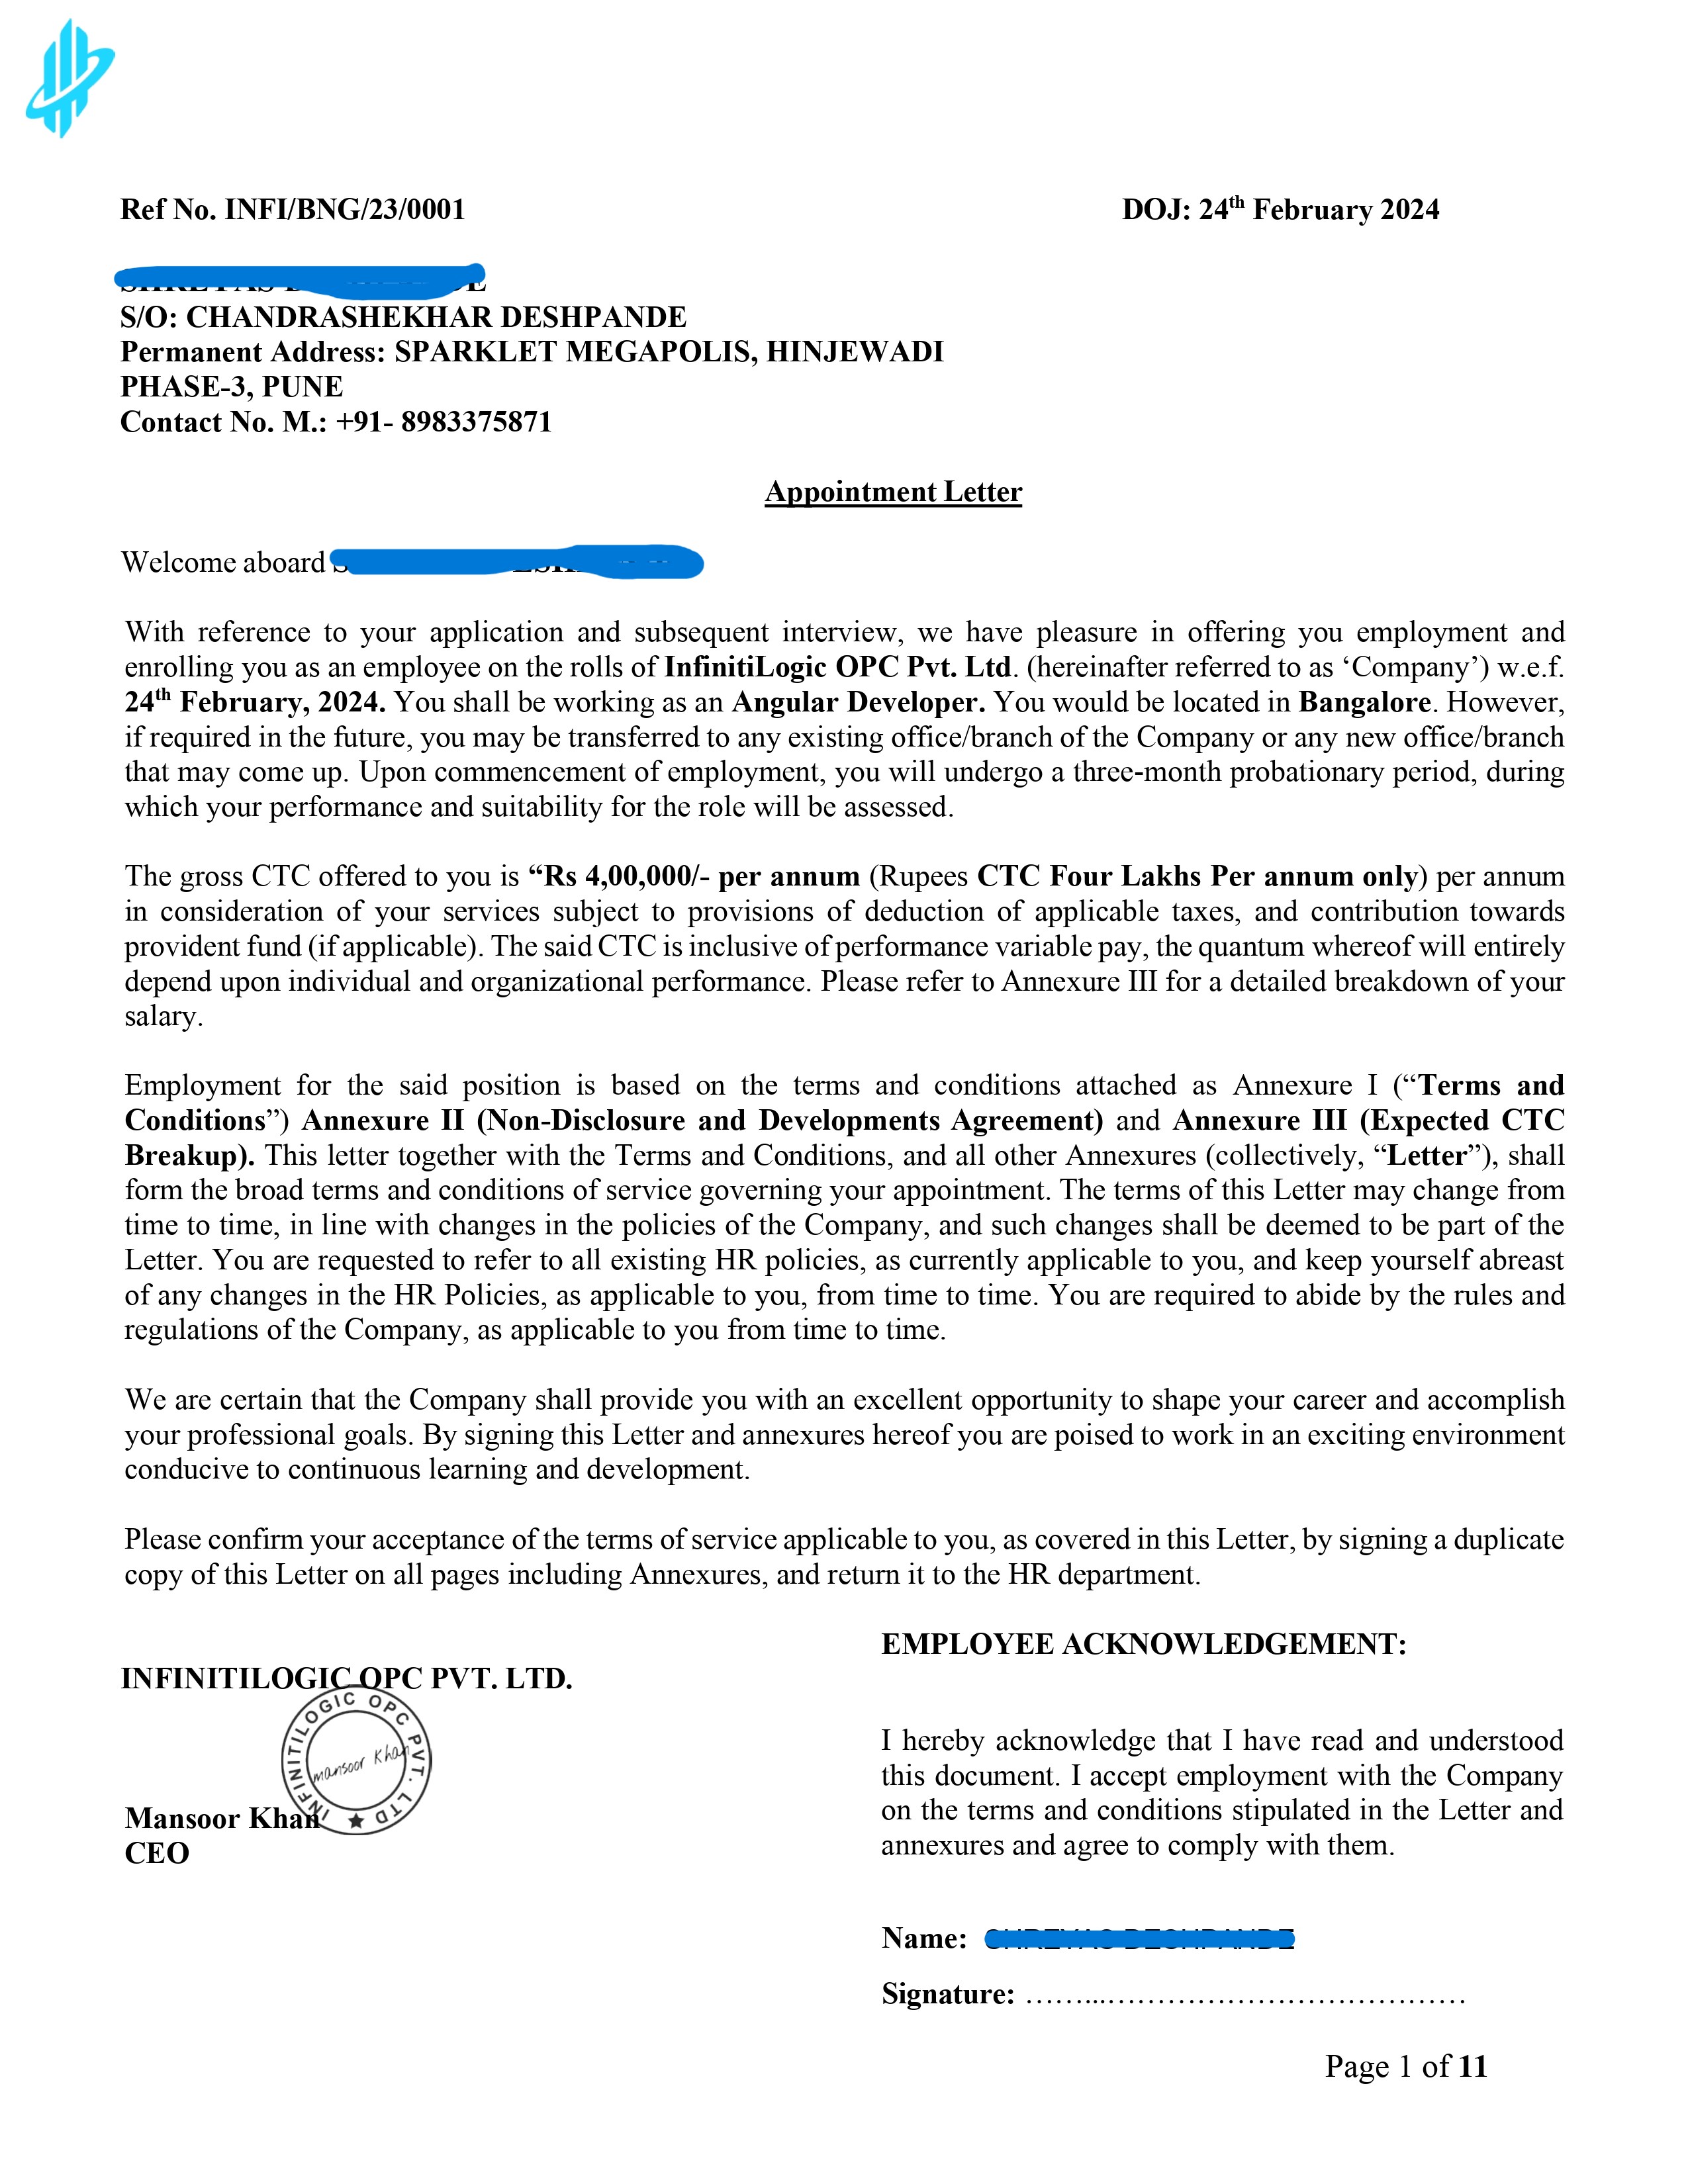 Ref No. INFI/BNG/23/0001 DOJ: 24th February 2024
S/O: CHANDRASHEKHAR DESHPANDE
Permanent Address: SPARKLET MEGAPOLIS, HINJEWADI
PHASE-3, PUNE
Contact No. M.: +91- 8983375871
Appointment Letter
Welcome aboard
With reference to your application and subsequent interview, we have pleasure in offering you employment and
enrolling you as an employee on the rolls of InfinitiLogic OPC Pvt. Ltd. (hereinafter referred to as ‘Company’) w.e.f.
24th February, 2024. You shall be working as an Angular Developer. You would be located in Bangalore. However,
if required in the future, you may be transferred to any existing office/branch of the Company or any new office/branch
that may come up. Upon commencement of employment, you will undergo a three-month probationary period, during
which your performance and suitability for the role will be assessed.
The gross CTC offered to you is “Rs 4,00,000/- per annum (Rupees CTC Four Lakhs Per annum only) per annum
in consideration of your services subject to provisions of deduction of applicable taxes, and contribution towards
provident fund (if applicable). The said CTC is inclusive of performance variable pay, the quantum whereof will entirely
depend upon individual and organizational performance. Please refer to Annexure III for a detailed breakdown of your
salary.
Employment for the said position is based on the terms and conditions attached as Annexure I (“Terms and
Conditions”) Annexure II (Non-Disclosure and Developments Agreement) and Annexure III (Expected CTC
Breakup). This letter together with the Terms and Conditions, and all other Annexures (collectively, “Letter”), shall
form the broad terms and conditions of service governing your appointment. The terms of this Letter may change from
time to time, in line with changes in the policies of the Company, and such changes shall be deemed to be part of the
Letter. You are requested to refer to all existing HR policies, as currently applicable to you, and keep yourself abreast
of any changes in the HR Policies, as applicable to you, from time to time. You are required to abide by the rules and
regulations of the Company, as applicable to you from time to time.
We are certain that the Company shall provide you with an excellent opportunity to shape your career and accomplish
your professional goals. By signing this Letter and annexures hereof you are poised to work in an exciting environment
conducive to continuous learning and development.
Please confirm your acceptance of the terms of service applicable to you, as covered in this Letter, by signing a duplicate
copy of this Letter on all pages including Annexures, and return it to the HR department.
INFINITILOGIC OPC PVT. LTD.
INFINITILOGIC OPC PVT. LTD
mansoor Khan
Mansoor Khan
CEO
EMPLOYEE ACKNOWLEDGEMENT:
I hereby acknowledge that I have read and understood
this document. I accept employment with the Company
on the terms and conditions stipulated in the Letter and
annexures and agree to comply with them.
Name:
Signature: ……...………………………………
Page 1 of 11